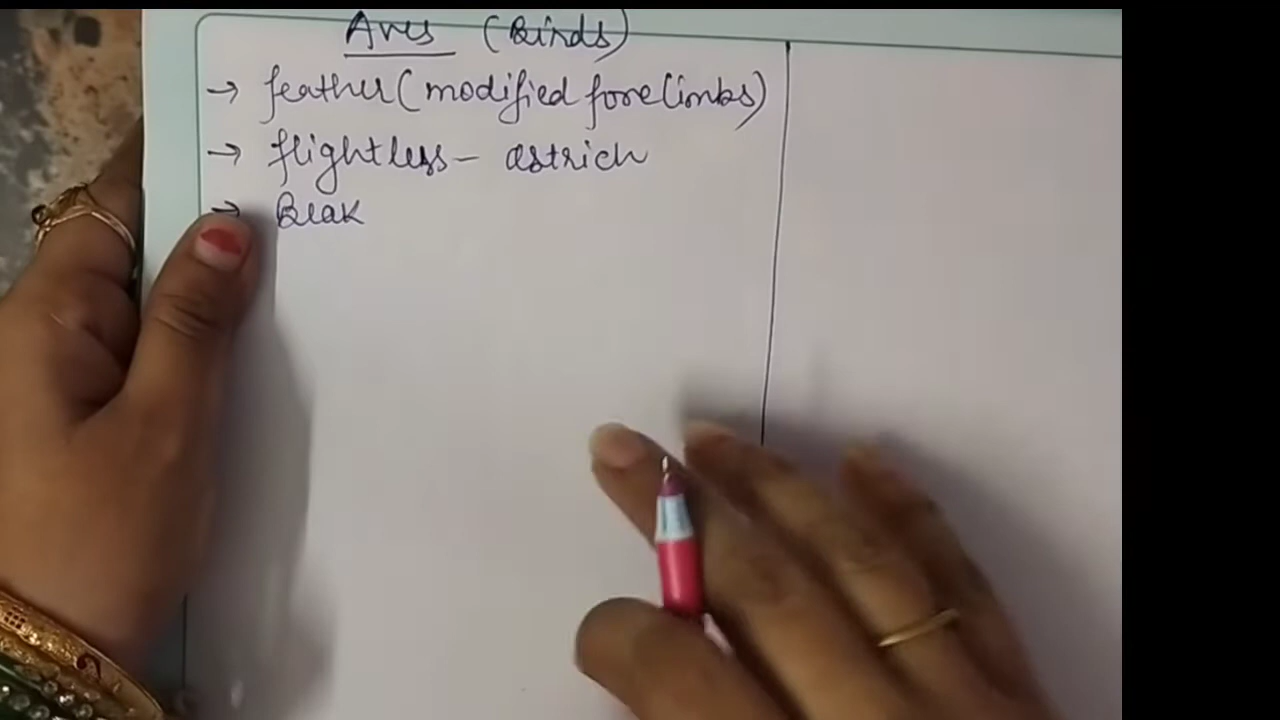 Aves (Birds)
→ feather (modified forelimbs)
→ flightless - ostrich
→ Beak